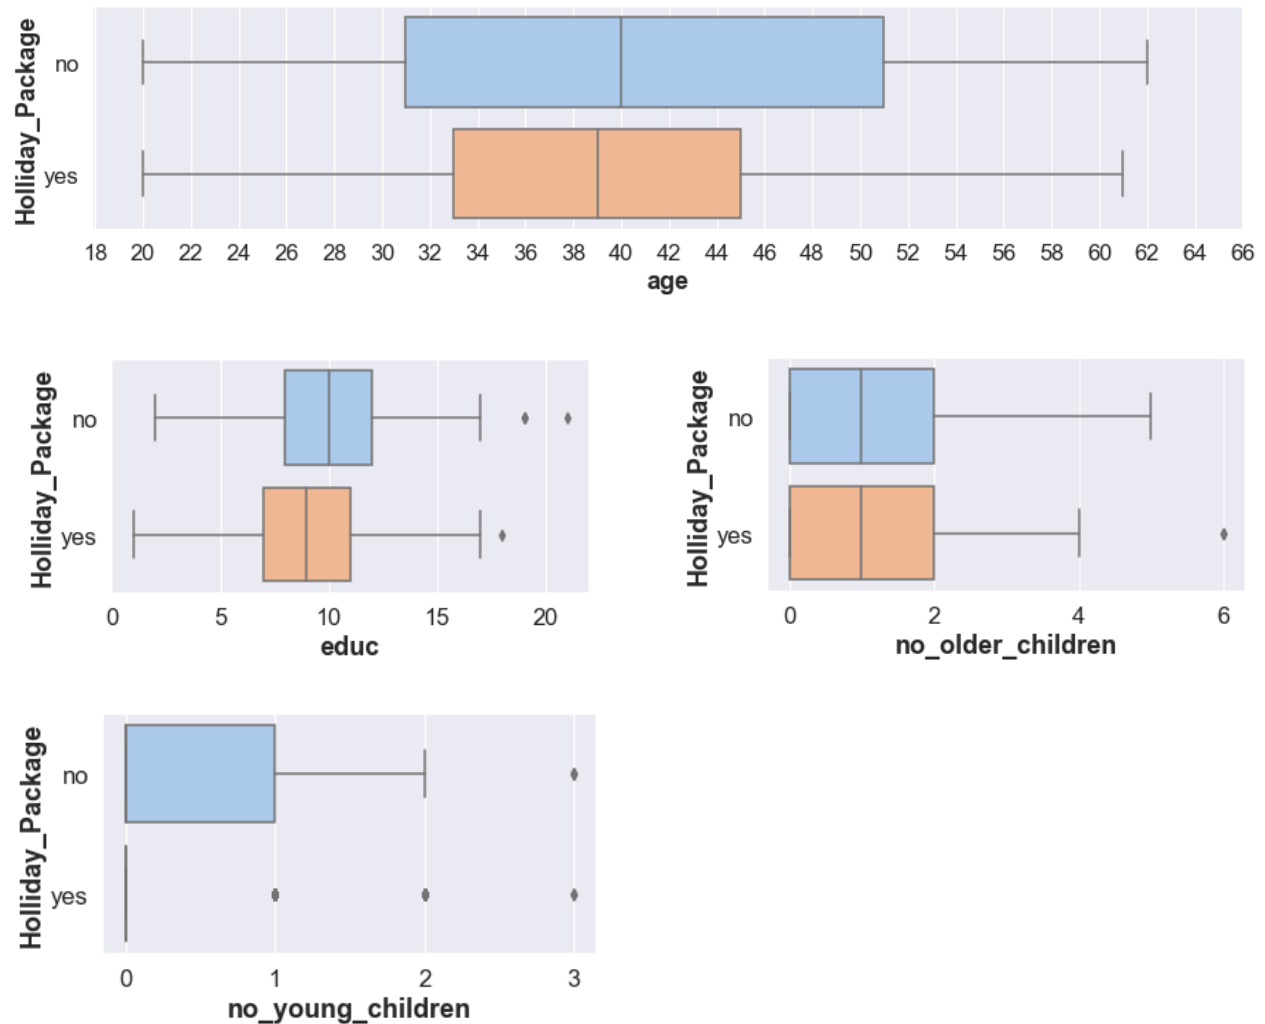 Holliday_Package
no
yes
18 20 22 24 26 28 30 32 34 36 38 40 42 44 46 48 50 52 54 56 58 60 62 64 66
age
Holliday_Package
no
yes
0 5 10 15 20
educ
Holliday_Package
no
yes
0 2 4 6
no_older_children
Holliday_Package
no
yes
0 1 2 3
no_young_children